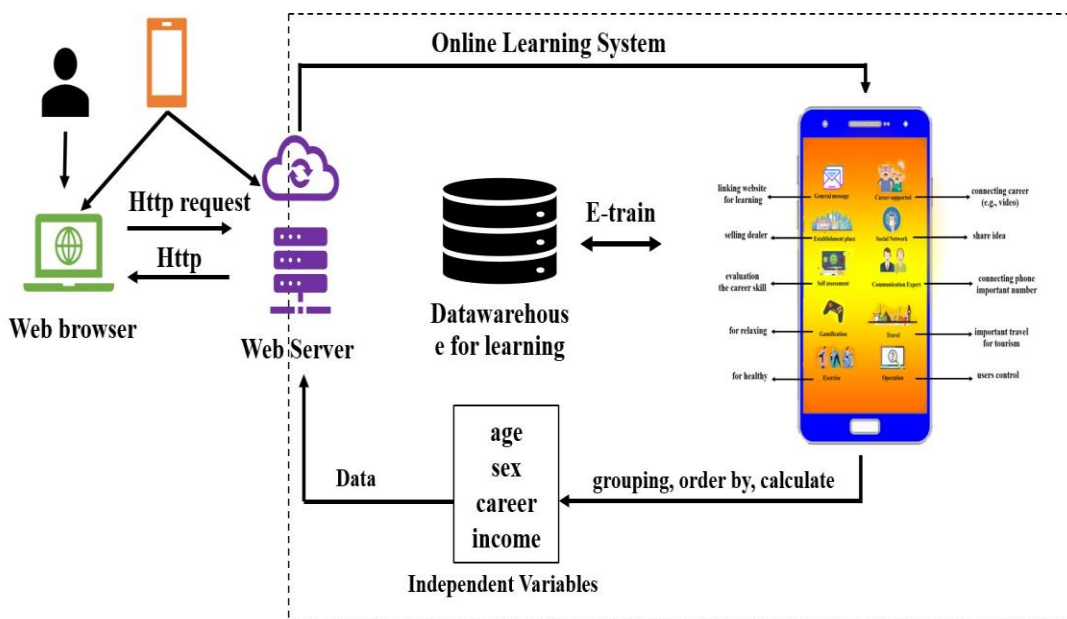 Online Learning System
Http request
Http
Web browser
Web Server
Datawarehous
e for learning
E-train
linking website
for learning
General message
Career supported
connecting career
(e.g., video)
selling dealer
Establishment place
Social Network
share idea
evaluation
the career skill
Self assessment
Communication Expert
connecting phone
important number
for relaxing
Gamification
Travel
important travel
for tourism
for healthy
Exercise
Operation
users control
age
sex
career
income
Data
grouping, order by, calculate
Independent Variables